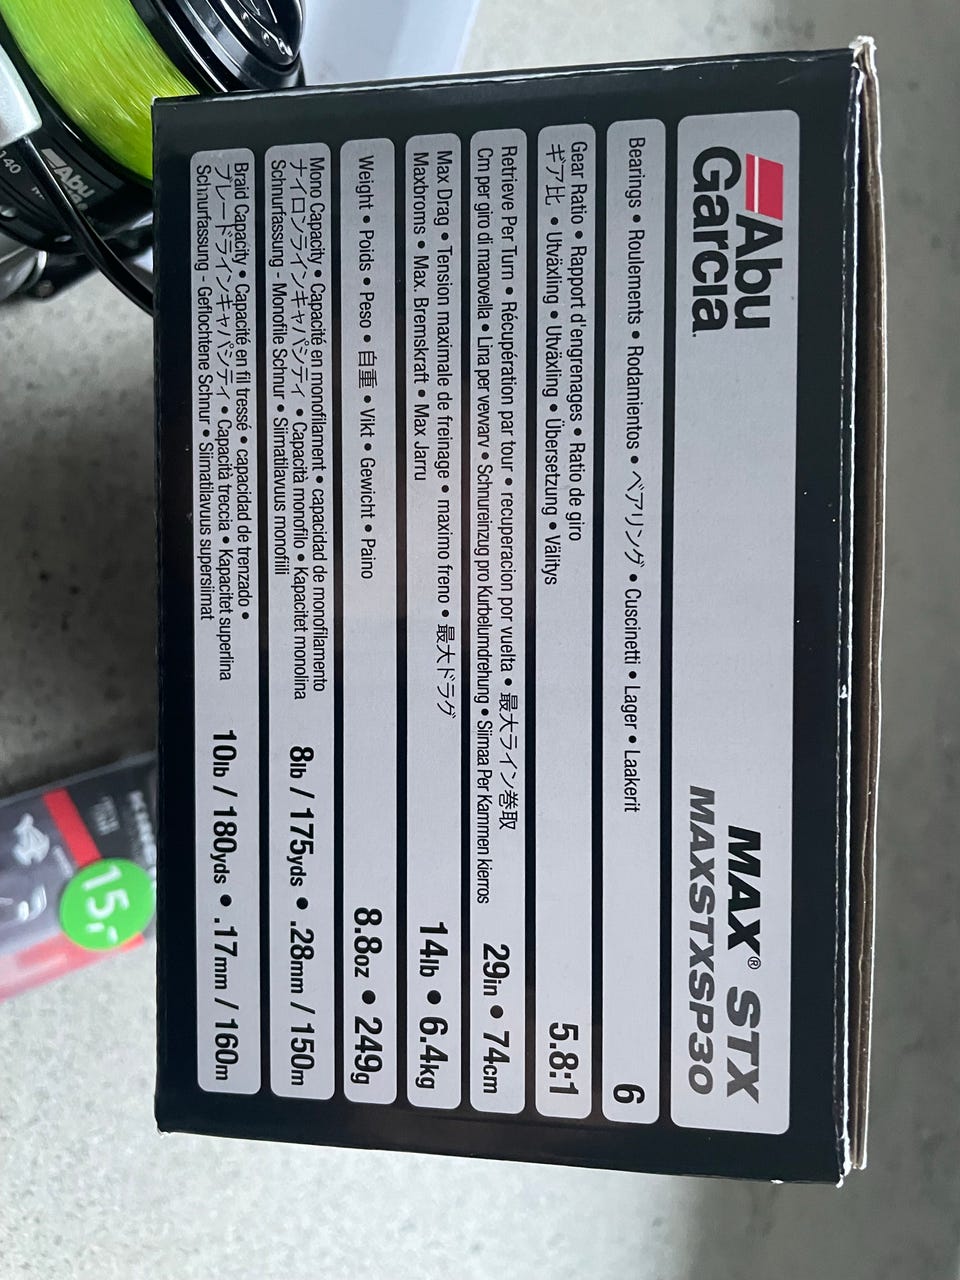 Abu
Garcia
MAX® STX
MAXSTXSP30
Bearings • Roulements • Rodamientos • ベアリング • Cuscinetti • Lager • Laakerit
6
Gear Ratio • Rapport d'engrenages • Ratio de giro
ギア比 • Utväxling • Utväxling • Übersetzung • Välitys
5.8:1
Retrieve Per Turn • Récupération par tour • recuperacion por vuelta • 最大ライン巻取
Cm per giro di manovella • Lina per vevvarv • Schnureinzug pro Kurbelumdrehung • Siimaa Per Kammen kierros
29in • 74cm
Max Drag • Tension maximale de freinage • maximo freno • 最大ドラグ
Maxbroms • Max. Bremskraft • Max Jarru
14lb • 6.4kg
Weight • Poids • Peso • 自重 • Vikt • Gewicht • Paino
8.8oz • 249g
Mono Capacity • Capacité en monofilament • capacidad de monofilamento
ナイロンラインキャパシティ • Capacità monofilo • Kapacitet monolina
Schnurfassung - Monofile Schnur • Siimatilavuus monofiili
8lb / 175yds • .28mm / 150m
Braid Capacity • Capacité en fil tressé • capacidad de trenzado •
ブレードラインキャパシティ • Capacità treccia • Kapacitet superlina
Schnurfassung - Geflochtene Schnur • Siimatilavuus supersiimat
10lb / 180yds • .17mm / 160m
Abu
140
15,-